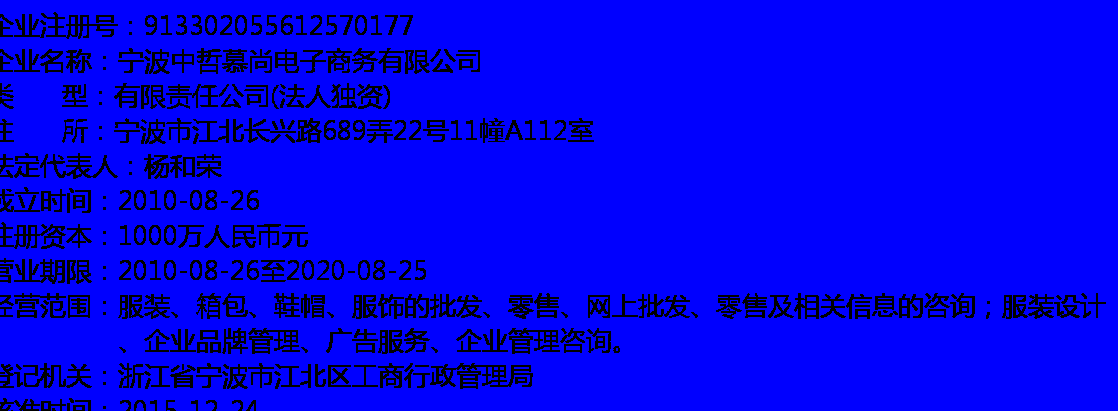 企业注册号：913302055612570177
企业名称：宁波中哲慕尚电子商务有限公司
类 型：有限责任公司(法人独资)
住 所：宁波市江北长兴路689弄22号11幢A112室
法定代表人：杨和荣
成立时间：2010-08-26
注册资本：1000万人民币元
营业期限：2010-08-26至2020-08-25
经营范围：服装、箱包、鞋帽、服饰的批发、零售、网上批发、零售及相关信息的咨询；服装设计
、企业品牌管理、广告服务、企业管理咨询。
登记机关：浙江省宁波市江北区工商行政管理局
核准时间：2015-12-24